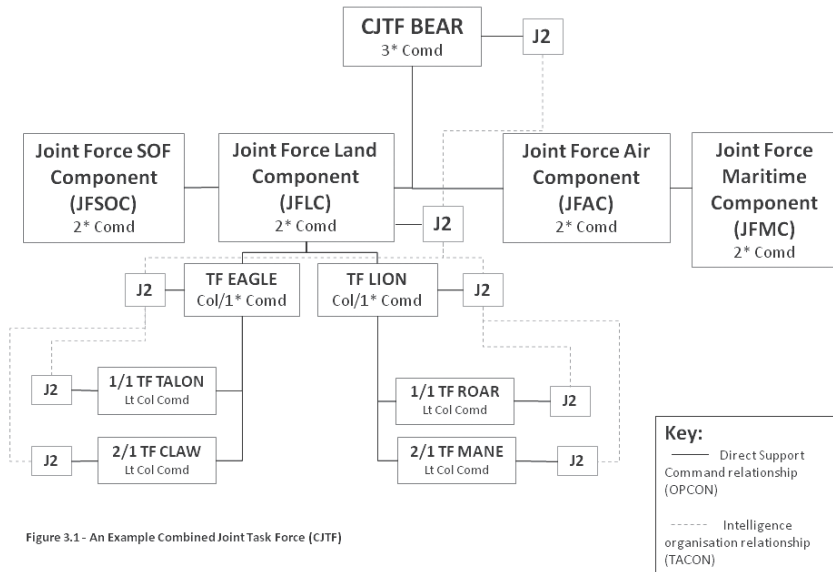 CJTF BEAR
3* Comd
J2
Joint Force SOF
Component
(JFSOC)
2* Comd
Joint Force Land
Component
(JFLC)
2* Comd
J2
Joint Force Air
Component
(JFAC)
2* Comd
Joint Force
Maritime
Component
(JFMC)
2* Comd
J2
TF EAGLE
Col/1* Comd
TF LION
Col/1* Comd
J2
J2
1/1 TF TALON
Lt Col Comd
1/1 TF ROAR
Lt Col Comd
J2
J2
2/1 TF CLAW
Lt Col Comd
2/1 TF MANE
Lt Col Comd
J2
Key:
Direct Support
Command relationship
(OPCON)
Intelligence
organisation relationship
(TACON)
Figure 3.1 - An Example Combined Joint Task Force (CJTF)